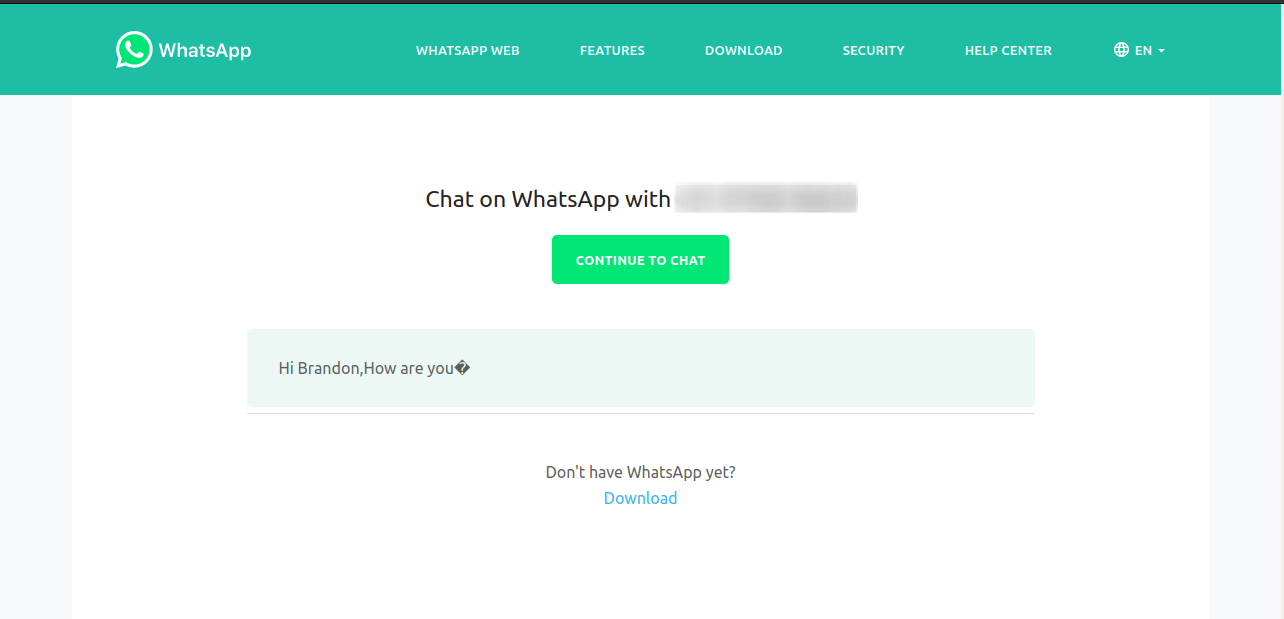 WhatsApp
WHATSAPP WEB
FEATURES
DOWNLOAD
SECURITY
HELP CENTER
EN
Chat on WhatsApp with
CONTINUE TO CHAT
Hi Brandon,How are you�
Don't have WhatsApp yet?
Download